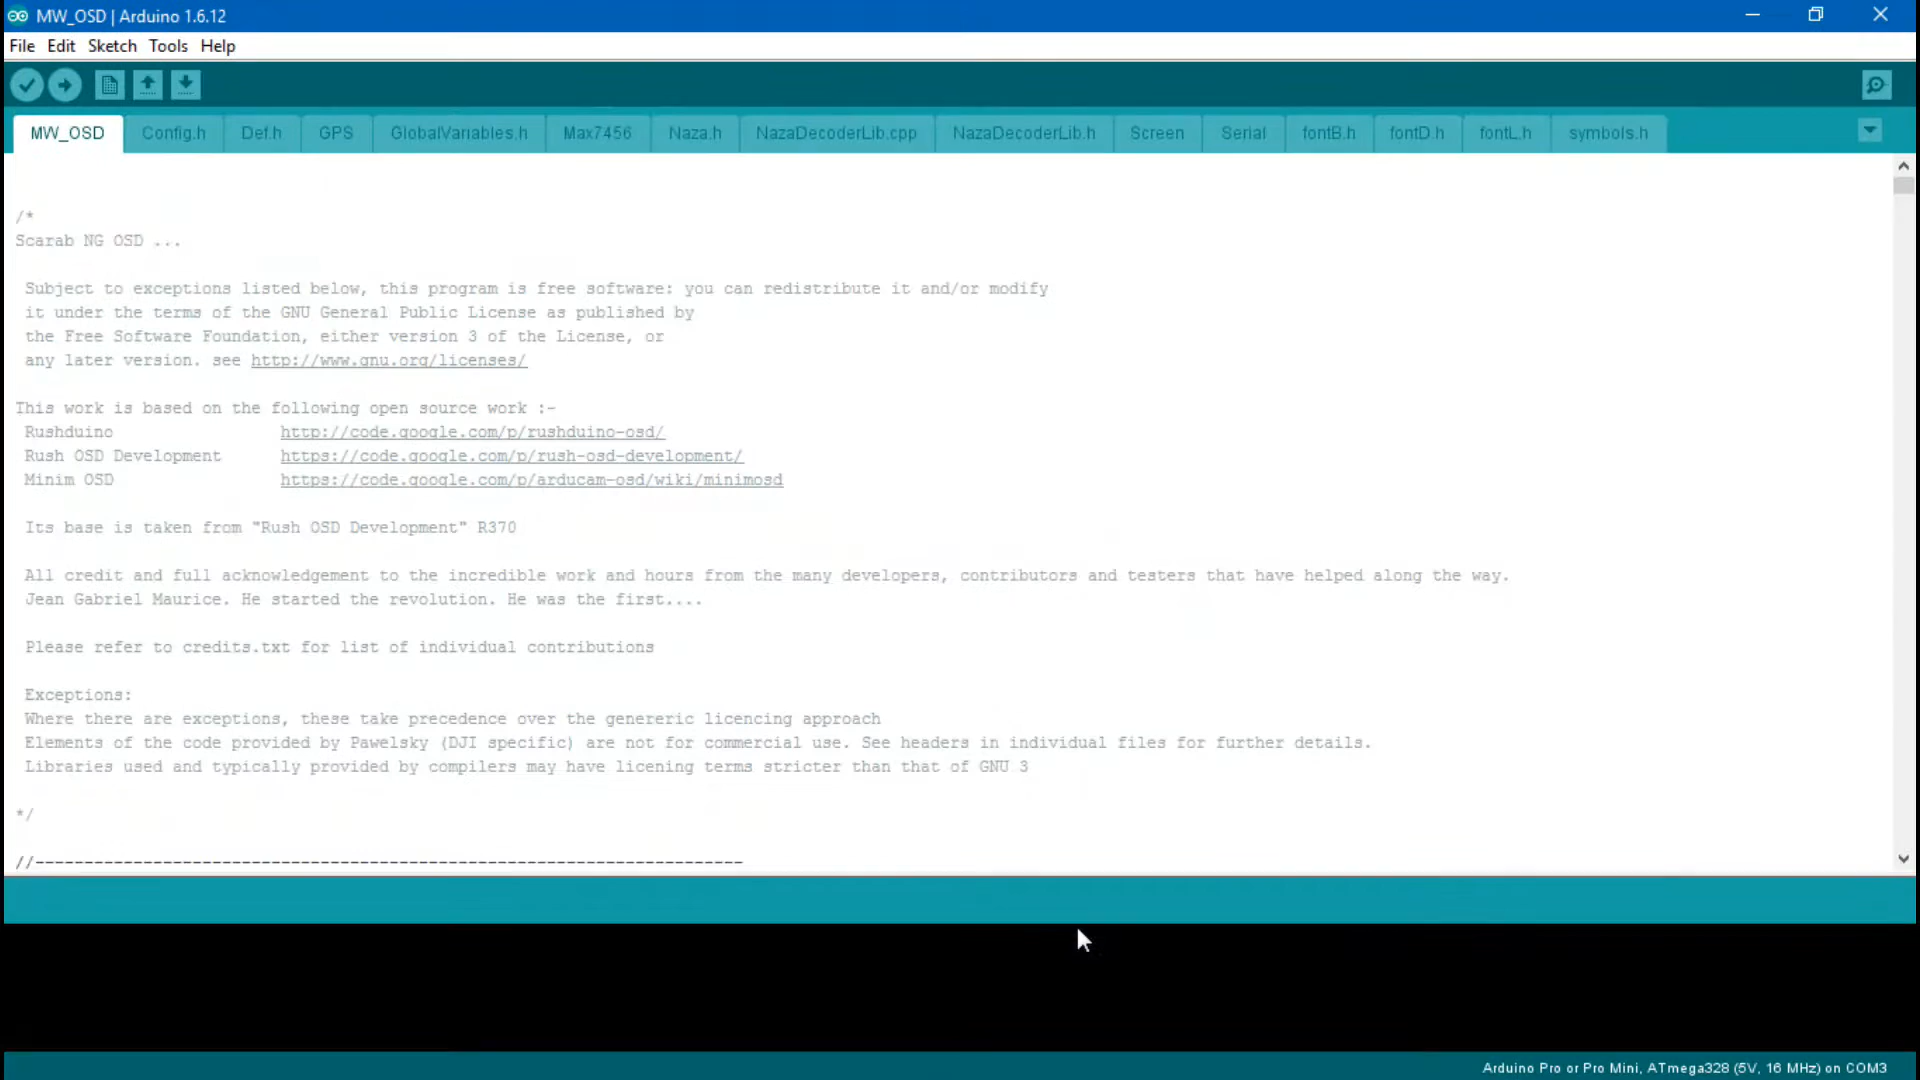 MW_OSD | Arduino 1.6.12
File Edit Sketch Tools Help
MW_OSD Config.h Def.h GPS GlobalVariables.h Max7456 Naza.h NazaDecoderLib.cpp NazaDecoderLib.h Screen Serial fontB.h fontD.h fontL.h symbols.h
/*
Scarab NG OSD ...
Subject to exceptions listed below, this program is free software: you can redistribute it and/or modify
it under the terms of the GNU General Public License as published by
the Free Software Foundation, either version 3 of the License, or
any later version. see http://www.gnu.org/licenses/
This work is based on the following open source work :-
Rushduino http://code.google.com/p/rushduino-osd/
Rush OSD Development https://code.google.com/p/rush-osd-development/
Minim OSD https://code.google.com/p/arducam-osd/wiki/minimosd
Its base is taken from "Rush OSD Development" R370
All credit and full acknowledgement to the incredible work and hours from the many developers, contributors and testers that have helped along the way.
Jean Gabriel Maurice. He started the revolution. He was the first....
Please refer to credits.txt for list of individual contributions
Exceptions:
Where there are exceptions, these take precedence over the genereric licencing approach
Elements of the code provided by Pawelsky (DJI specific) are not for commercial use. See headers in individual files for further details.
Libraries used and typically provided by compilers may have licening terms stricter than that of GNU 3
*/
//------------------------------------------------------------------------
Arduino Pro or Pro Mini, ATmega328 (5V, 16 MHz) on COM3